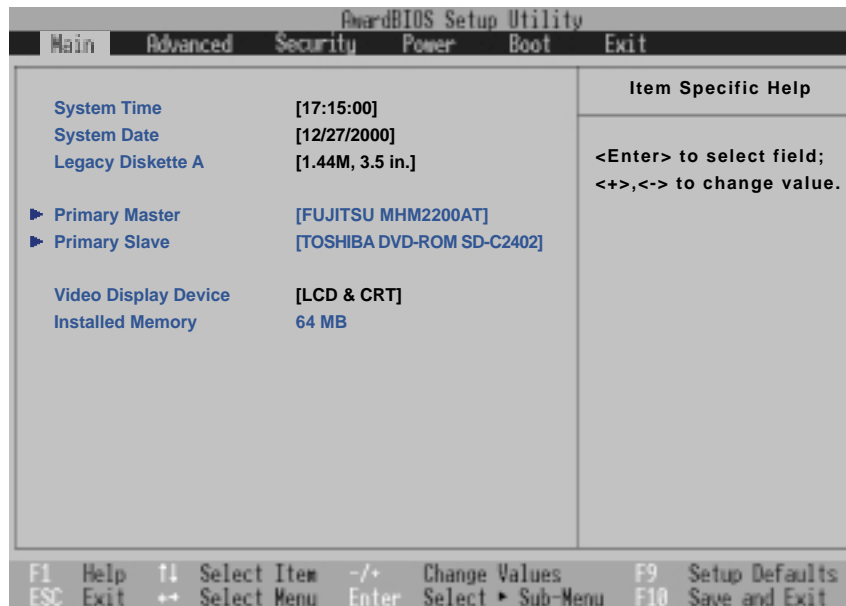 AwardBIOS Setup Utility
Main Advanced Security Power Boot Exit
Item Specific Help
System Time [17:15:00]
System Date [12/27/2000]
Legacy Diskette A [1.44M, 3.5 in.]
<Enter> to select field;
<+>,<-> to change value.
Primary Master [FUJITSU MHM2200AT]
Primary Slave [TOSHIBA DVD-ROM SD-C2402]
Video Display Device [LCD & CRT]
Installed Memory 64 MB
F1 Help ↑↓ Select Item -/+ Change Values F9 Setup Defaults
ESC Exit ←→ Select Menu Enter Select ▶ Sub-Menu F10 Save and Exit